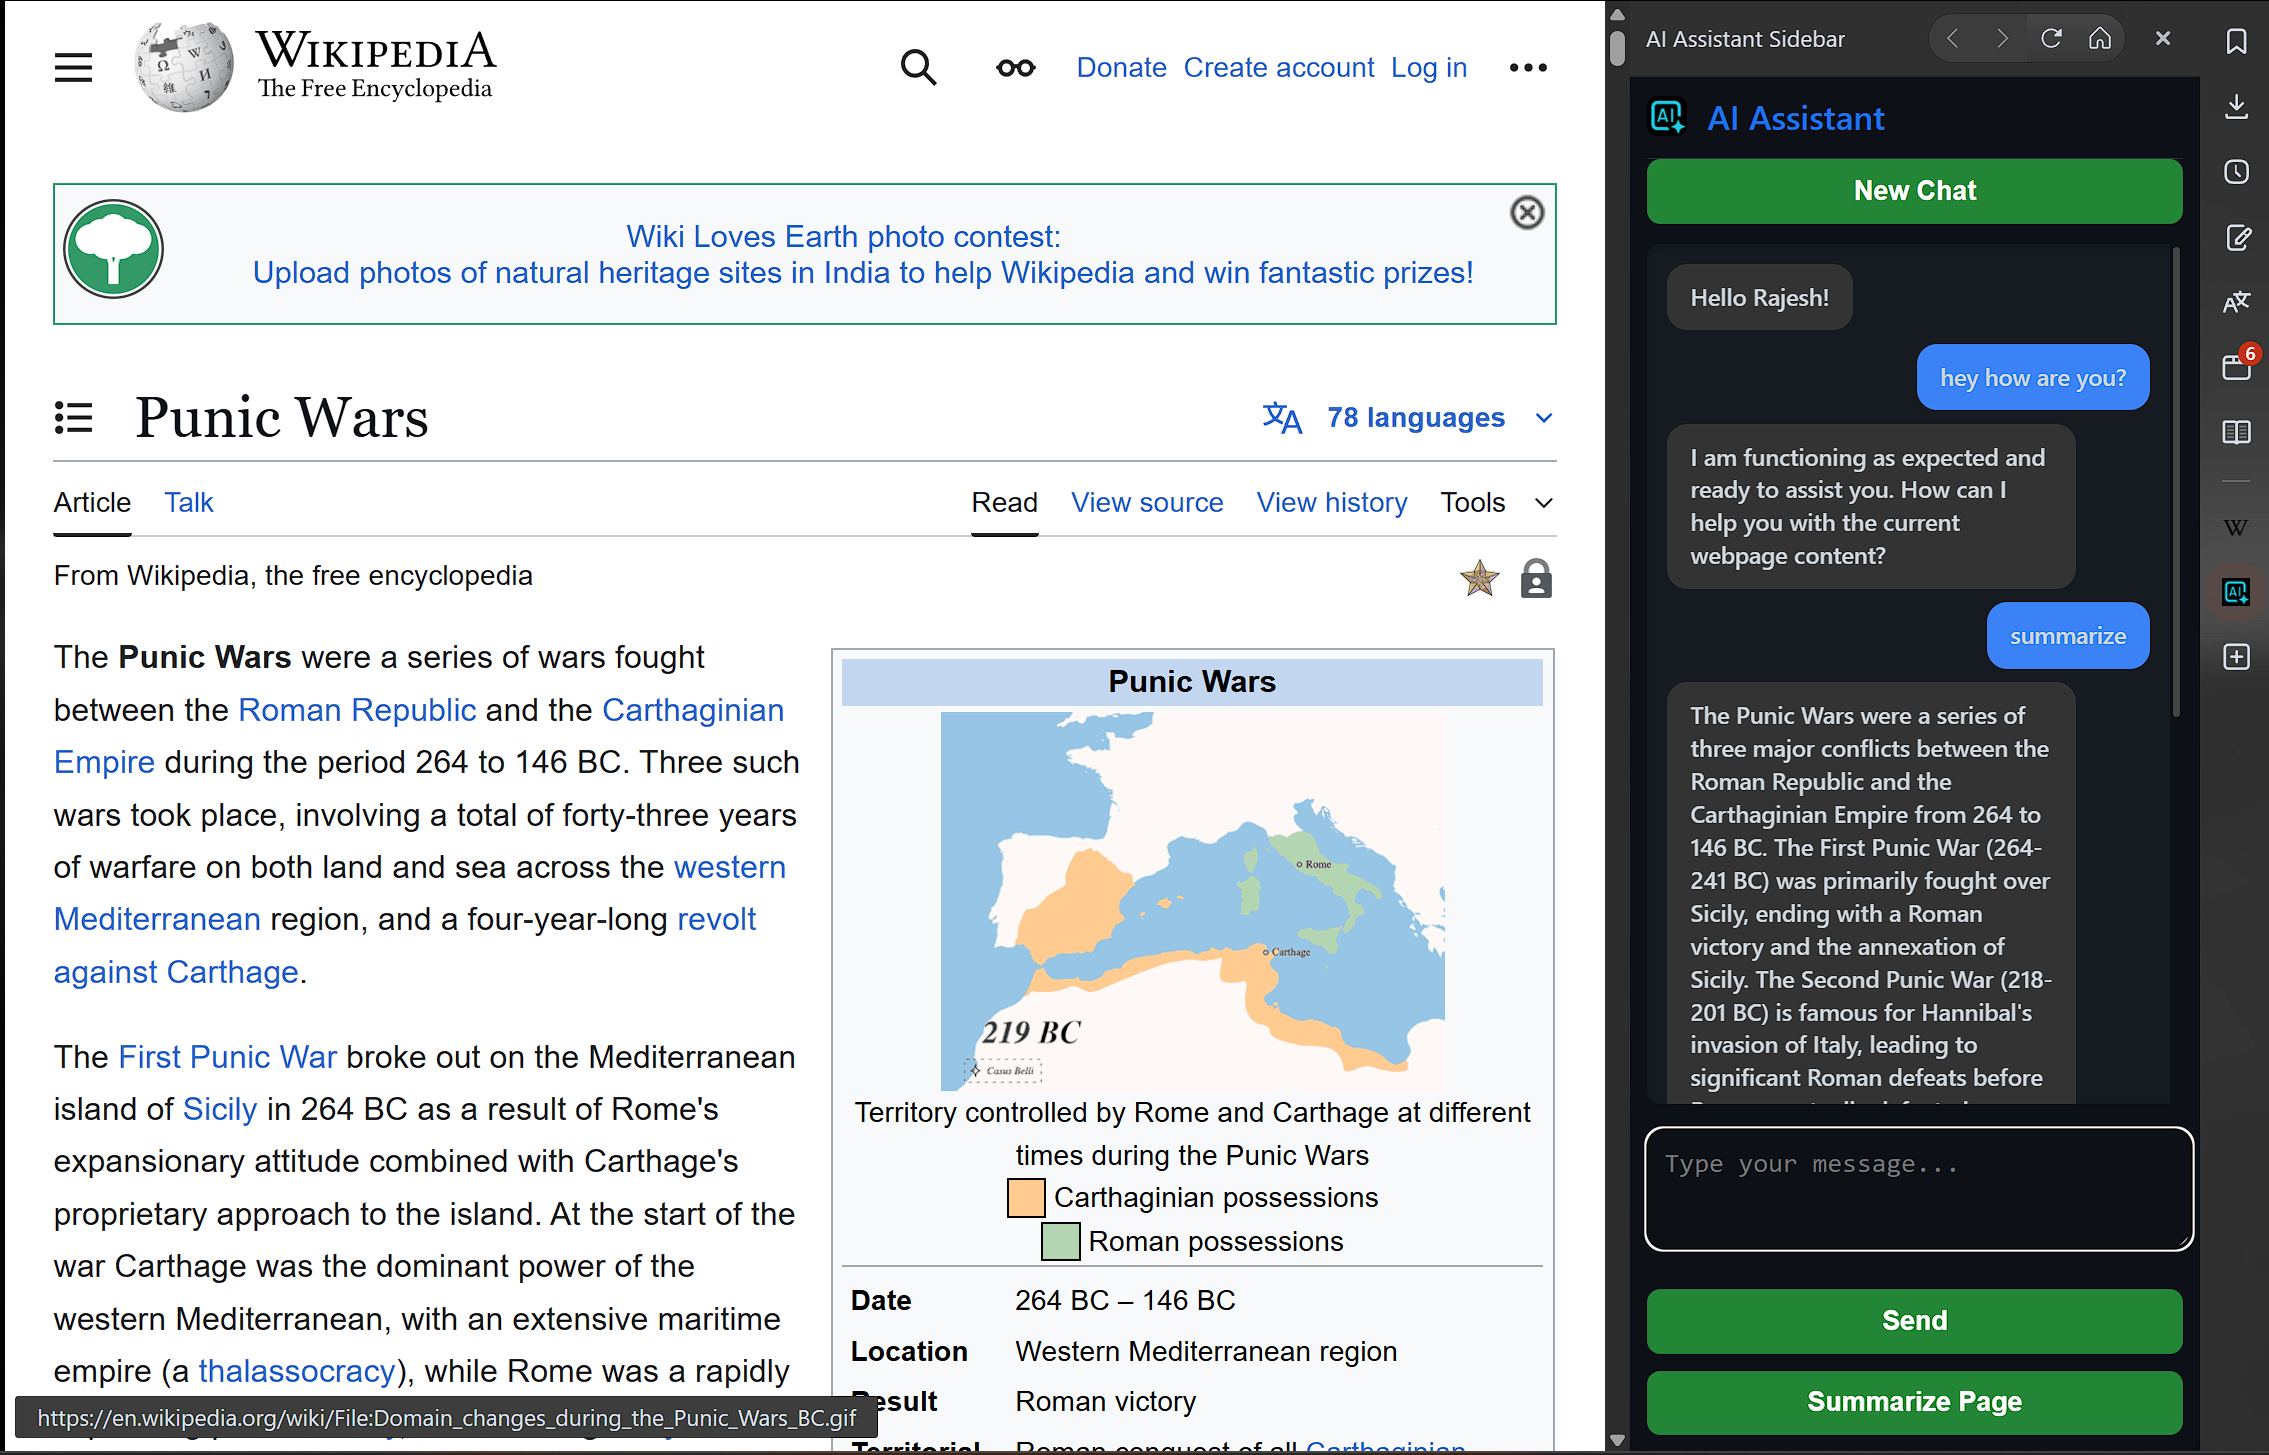 WIKIPEDIA
The Free Encyclopedia
Donate Create account Log in
Wiki Loves Earth photo contest:
Upload photos of natural heritage sites in India to help Wikipedia and win fantastic prizes!
Punic Wars
78 languages
Article Talk
Read View source View history Tools
From Wikipedia, the free encyclopedia
The Punic Wars were a series of wars fought
between the Roman Republic and the Carthaginian
Empire during the period 264 to 146 BC. Three such
wars took place, involving a total of forty-three years
of warfare on both land and sea across the western
Mediterranean region, and a four-year-long revolt
against Carthage.
The First Punic War broke out on the Mediterranean
island of Sicily in 264 BC as a result of Rome's
expansionary attitude combined with Carthage's
proprietary approach to the island. At the start of the
war Carthage was the dominant power of the
western Mediterranean, with an extensive maritime
empire (a thalassocracy), while Rome was a rapidly
https://en.wikipedia.org/wiki/File:Domain_changes_during_the_Punic_Wars_BC.gif
Punic Wars
Rome
Carthage
219 BC
Casus Belli
Territory controlled by Rome and Carthage at different
times during the Punic Wars
Carthaginian possessions
Roman possessions
Date 264 BC – 146 BC
Location Western Mediterranean region
Result Roman victory
Territorial Roman conquest of all Carthaginian
AI Assistant Sidebar
AI Assistant
New Chat
Hello Rajesh!
hey how are you?
I am functioning as expected and
ready to assist you. How can I
help you with the current
webpage content?
summarize
The Punic Wars were a series of
three major conflicts between the
Roman Republic and the
Carthaginian Empire from 264 to
146 BC. The First Punic War (264-
241 BC) was primarily fought over
Sicily, ending with a Roman
victory and the annexation of
Sicily. The Second Punic War (218-
201 BC) is famous for Hannibal's
invasion of Italy, leading to
significant Roman defeats before
Type your message...
Send
Summarize Page
6
W
AI